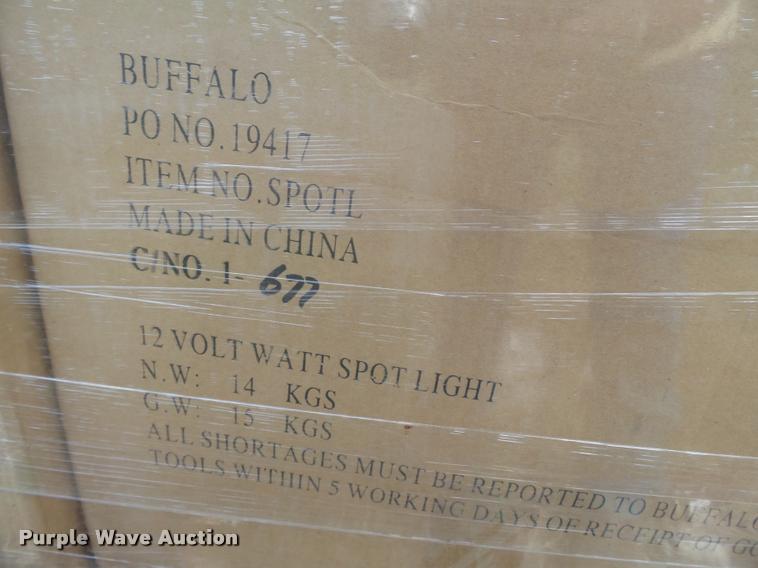 BUFFALO
PO NO.19417
ITEM NO.SPOTL
MADE IN CHINA
C/NO. 1- 677
12 VOLT WATT SPOT LIGHT
N.W: 14 KGS
G.W: 15 KGS
ALL SHORTAGES MUST BE REPORTED TO BUFFALO
TOOLS WITHIN 5 WORKING DAYS OF RECEIPT OF GO
Purple Wave Auction